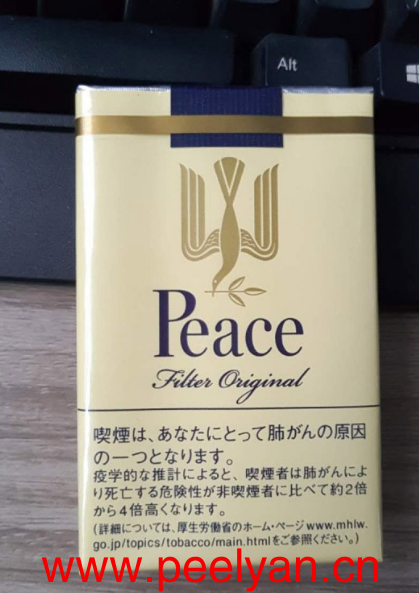 Alt
Peace
Filter Original
喫煙は、あなたにとって肺がんの原因
の一つとなります。
疫学的な推計によると、喫煙者は肺がんによ
り死亡する危険性が非喫煙者に比べて約2倍
から4倍高くなります。
(詳細については、厚生労働省のホーム・ページwww.mhlw.
go.jp/topics/tobacco/main.htmlをご参照ください。)
www.peelyan.cn